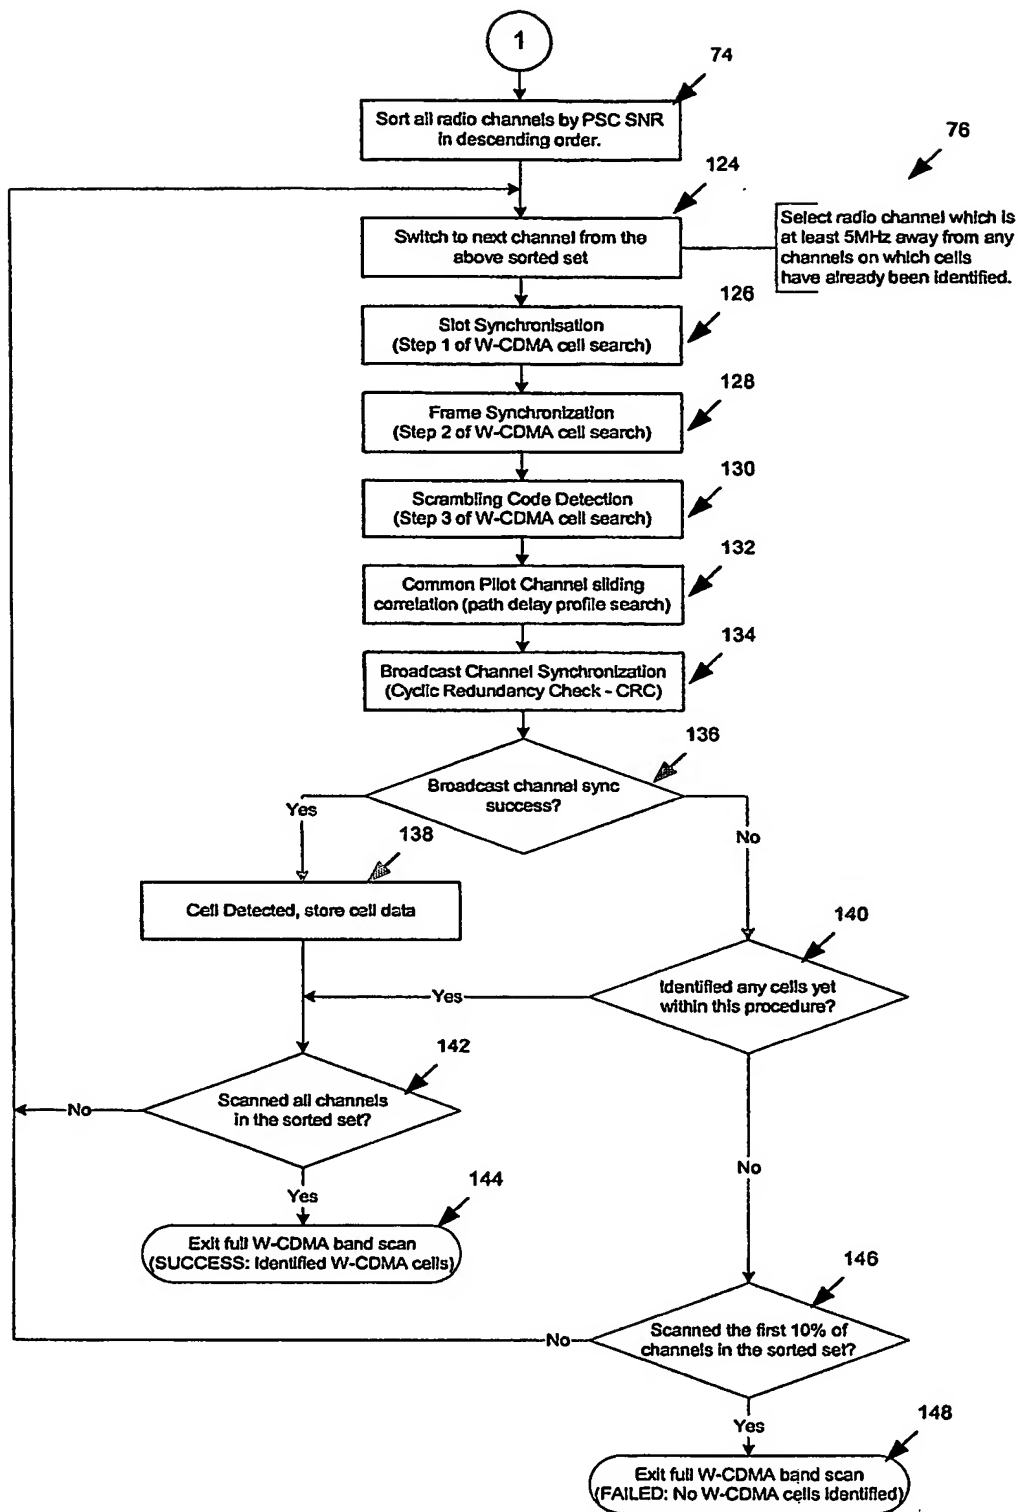 1
74
Sort all radio channels by PSC SNR
in descending order.
76
124
Switch to next channel from the
above sorted set
Select radio channel which is
at least 5MHz away from any
channels on which cells
have already been identified.
126
Slot Synchronisation
(Step 1 of W-CDMA cell search)
128
Frame Synchronization
(Step 2 of W-CDMA cell search)
130
Scrambling Code Detection
(Step 3 of W-CDMA cell search)
132
Common Pilot Channel sliding
correlation (path delay profile search)
134
Broadcast Channel Synchronization
(Cyclic Redundancy Check - CRC)
136
Broadcast channel sync
success?
Yes
No
138
Cell Detected, store cell data
140
Identified any cells yet
within this procedure?
Yes
142
Scanned all channels
in the sorted set?
No
No
Yes
144
Exit full W-CDMA band scan
(SUCCESS: Identified W-CDMA cells)
146
Scanned the first 10% of
channels in the sorted set?
No
Yes
148
Exit full W-CDMA band scan
(FAILED: No W-CDMA cells identified)